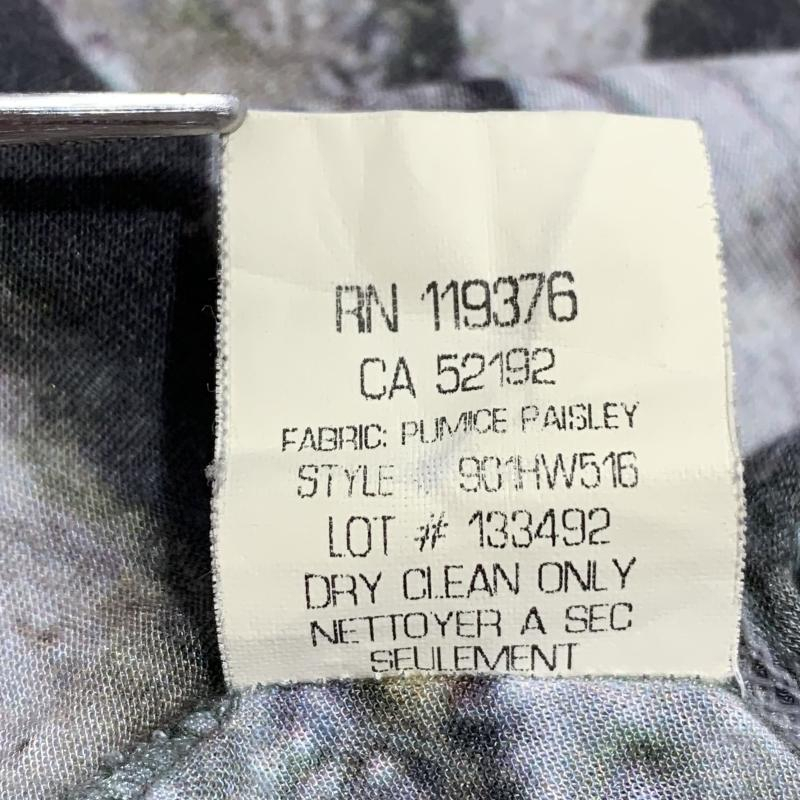 RN 119376
CA 52192
FABRIC: PUMICE PAISLEY
STYLE # 901HW516
LOT # 133492
DRY CLEAN ONLY
NETTOYER A SEC
SEULEMENT